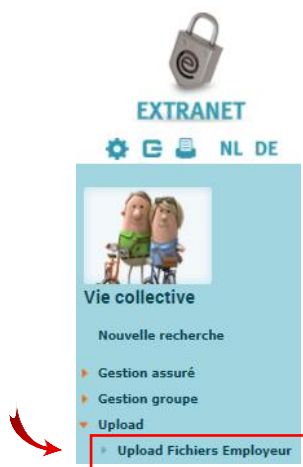 EXTRANET
NL DE
Vie collective
Nouvelle recherche
Gestion assuré
Gestion groupe
Upload
Upload Fichiers Employeur